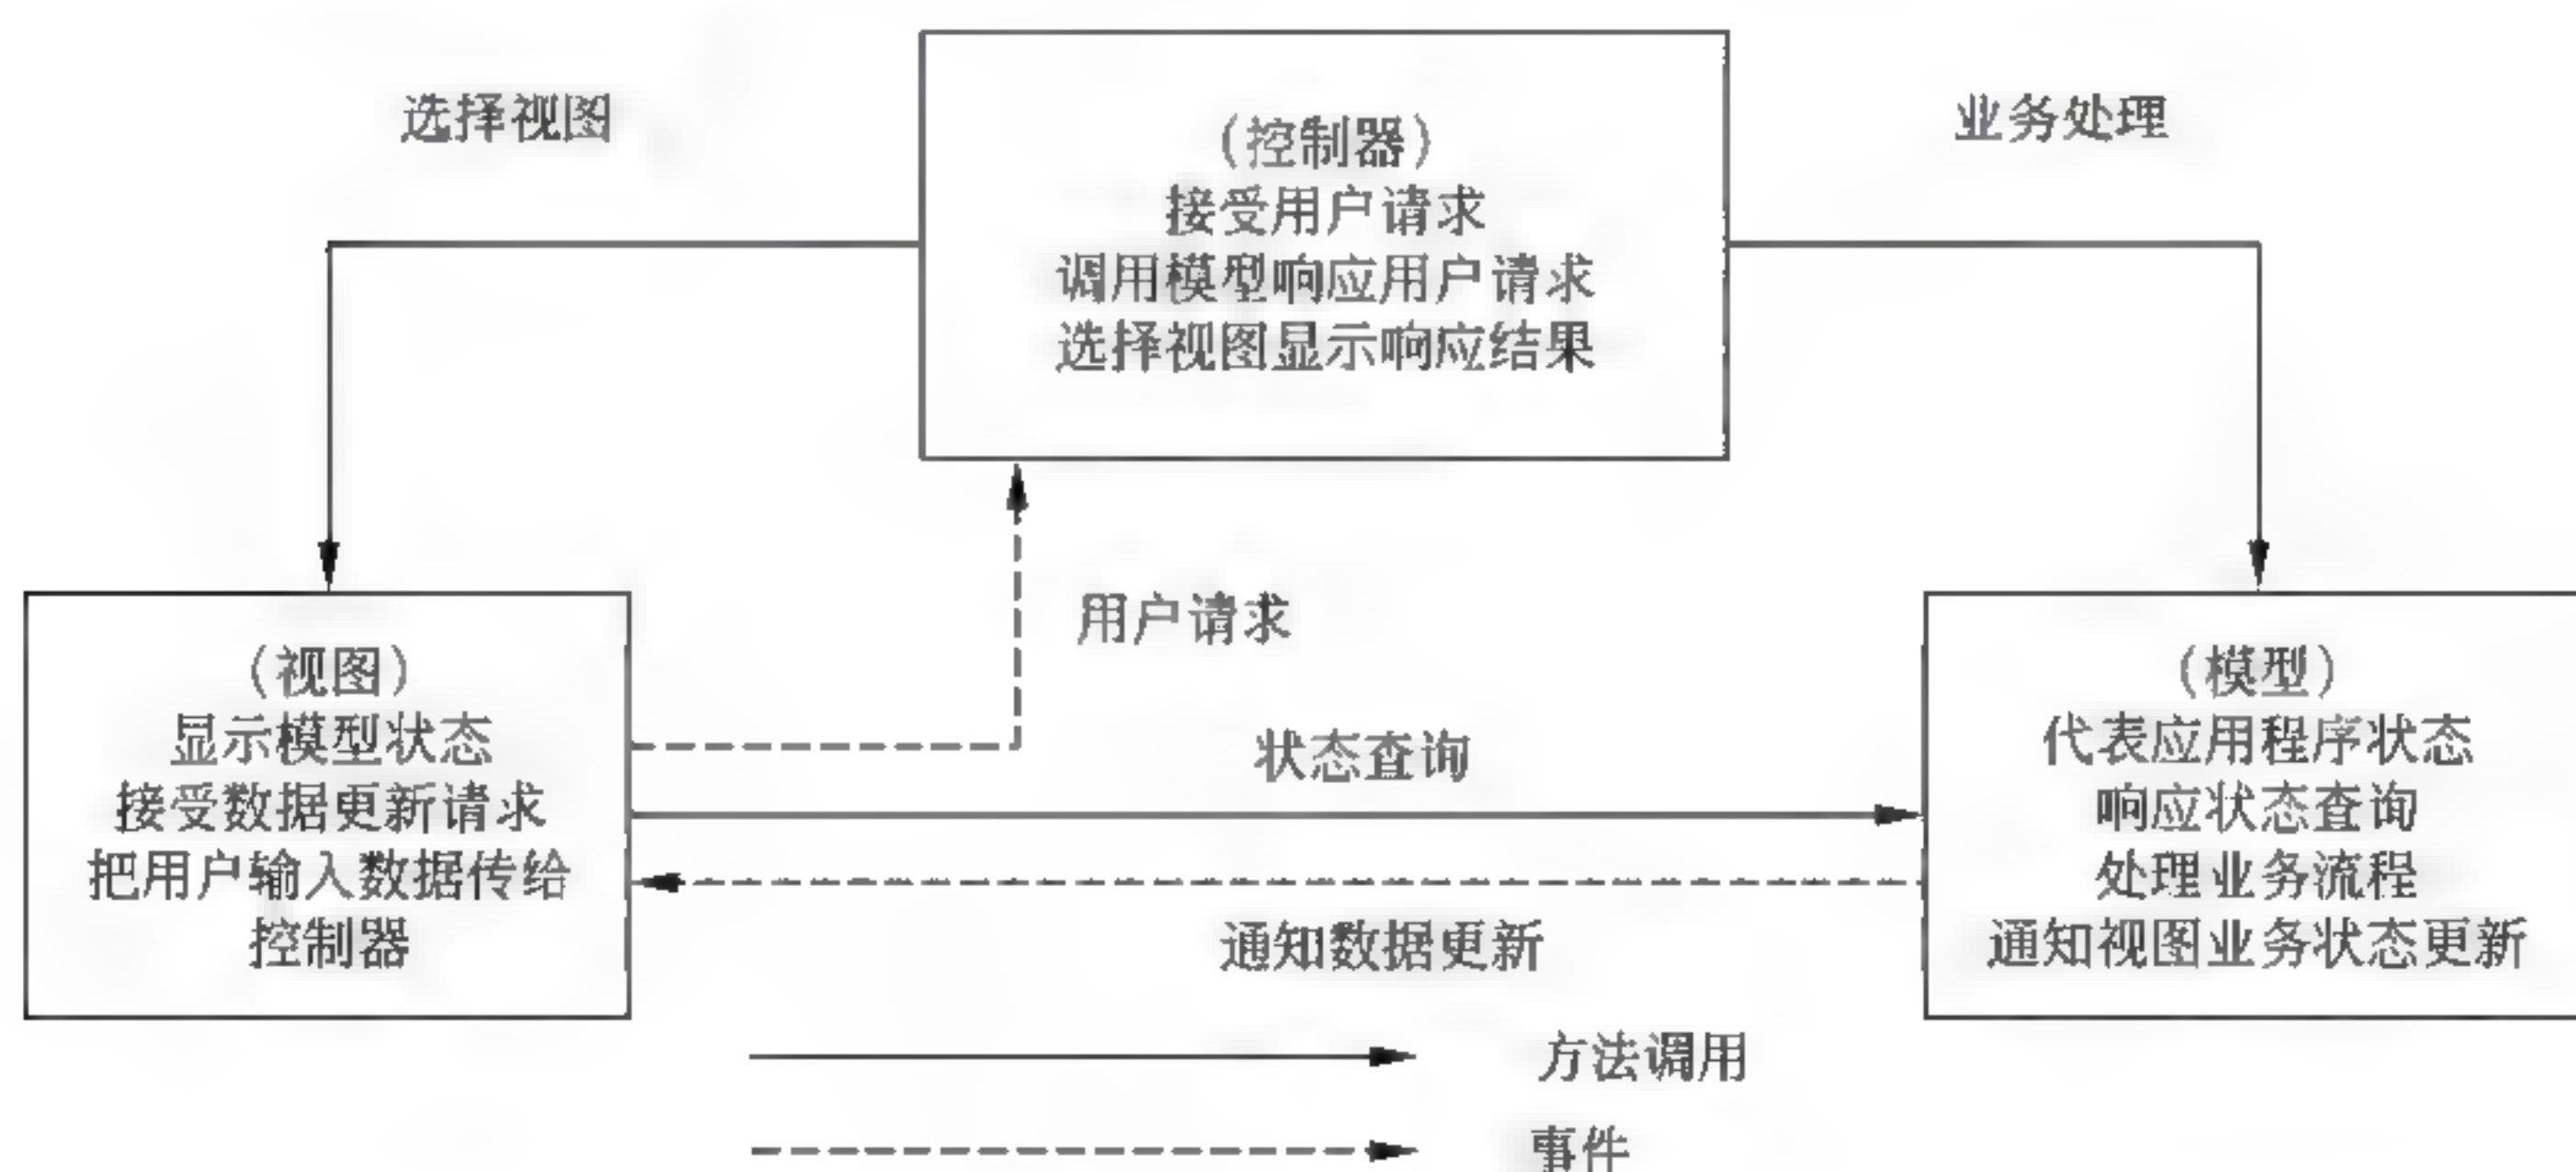 选择视图
业务处理
（控制器）
接受用户请求
调用模型响应用户请求
选择视图显示响应结果
用户请求
（视图）
显示模型状态
接受数据更新请求
把用户输入数据传给
控制器
状态查询
通知数据更新
（模型）
代表应用程序状态
响应状态查询
处理业务流程
通知视图业务状态更新
方法调用
事件